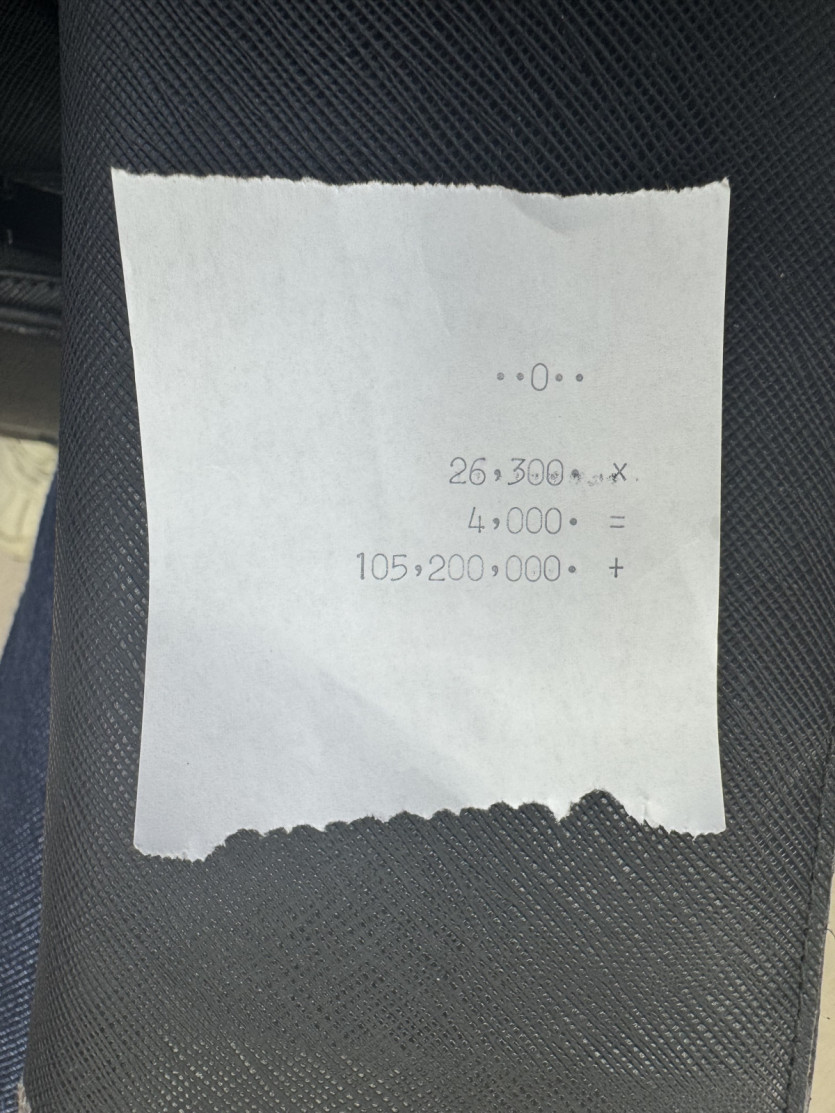 ··0··
26,300. x
4,000. =
105,200,000. +